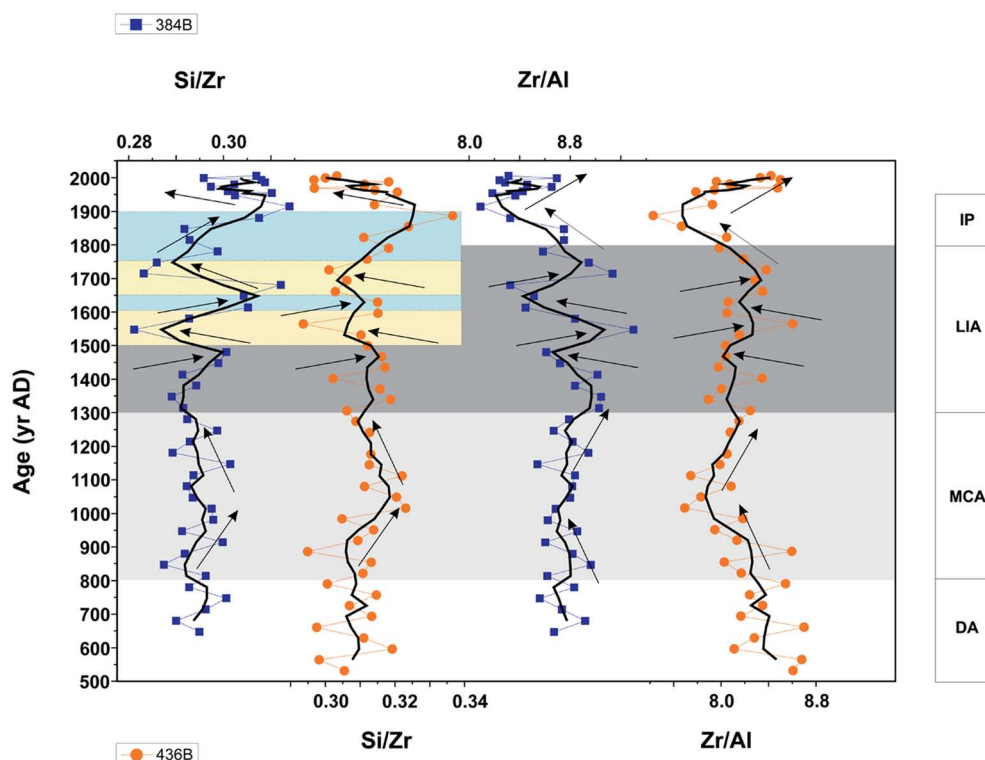 384B
Si/Zr Zr/Al
0.28 0.30 8.0 8.8
2000
1900
1800
1700
1600
1500
1400
1300
1200
1100
1000
900
800
700
600
500
Age (yr AD)
IP
LIA
MCA
DA
0.30 0.32 0.34 8.0 8.8
Si/Zr Zr/Al
436B